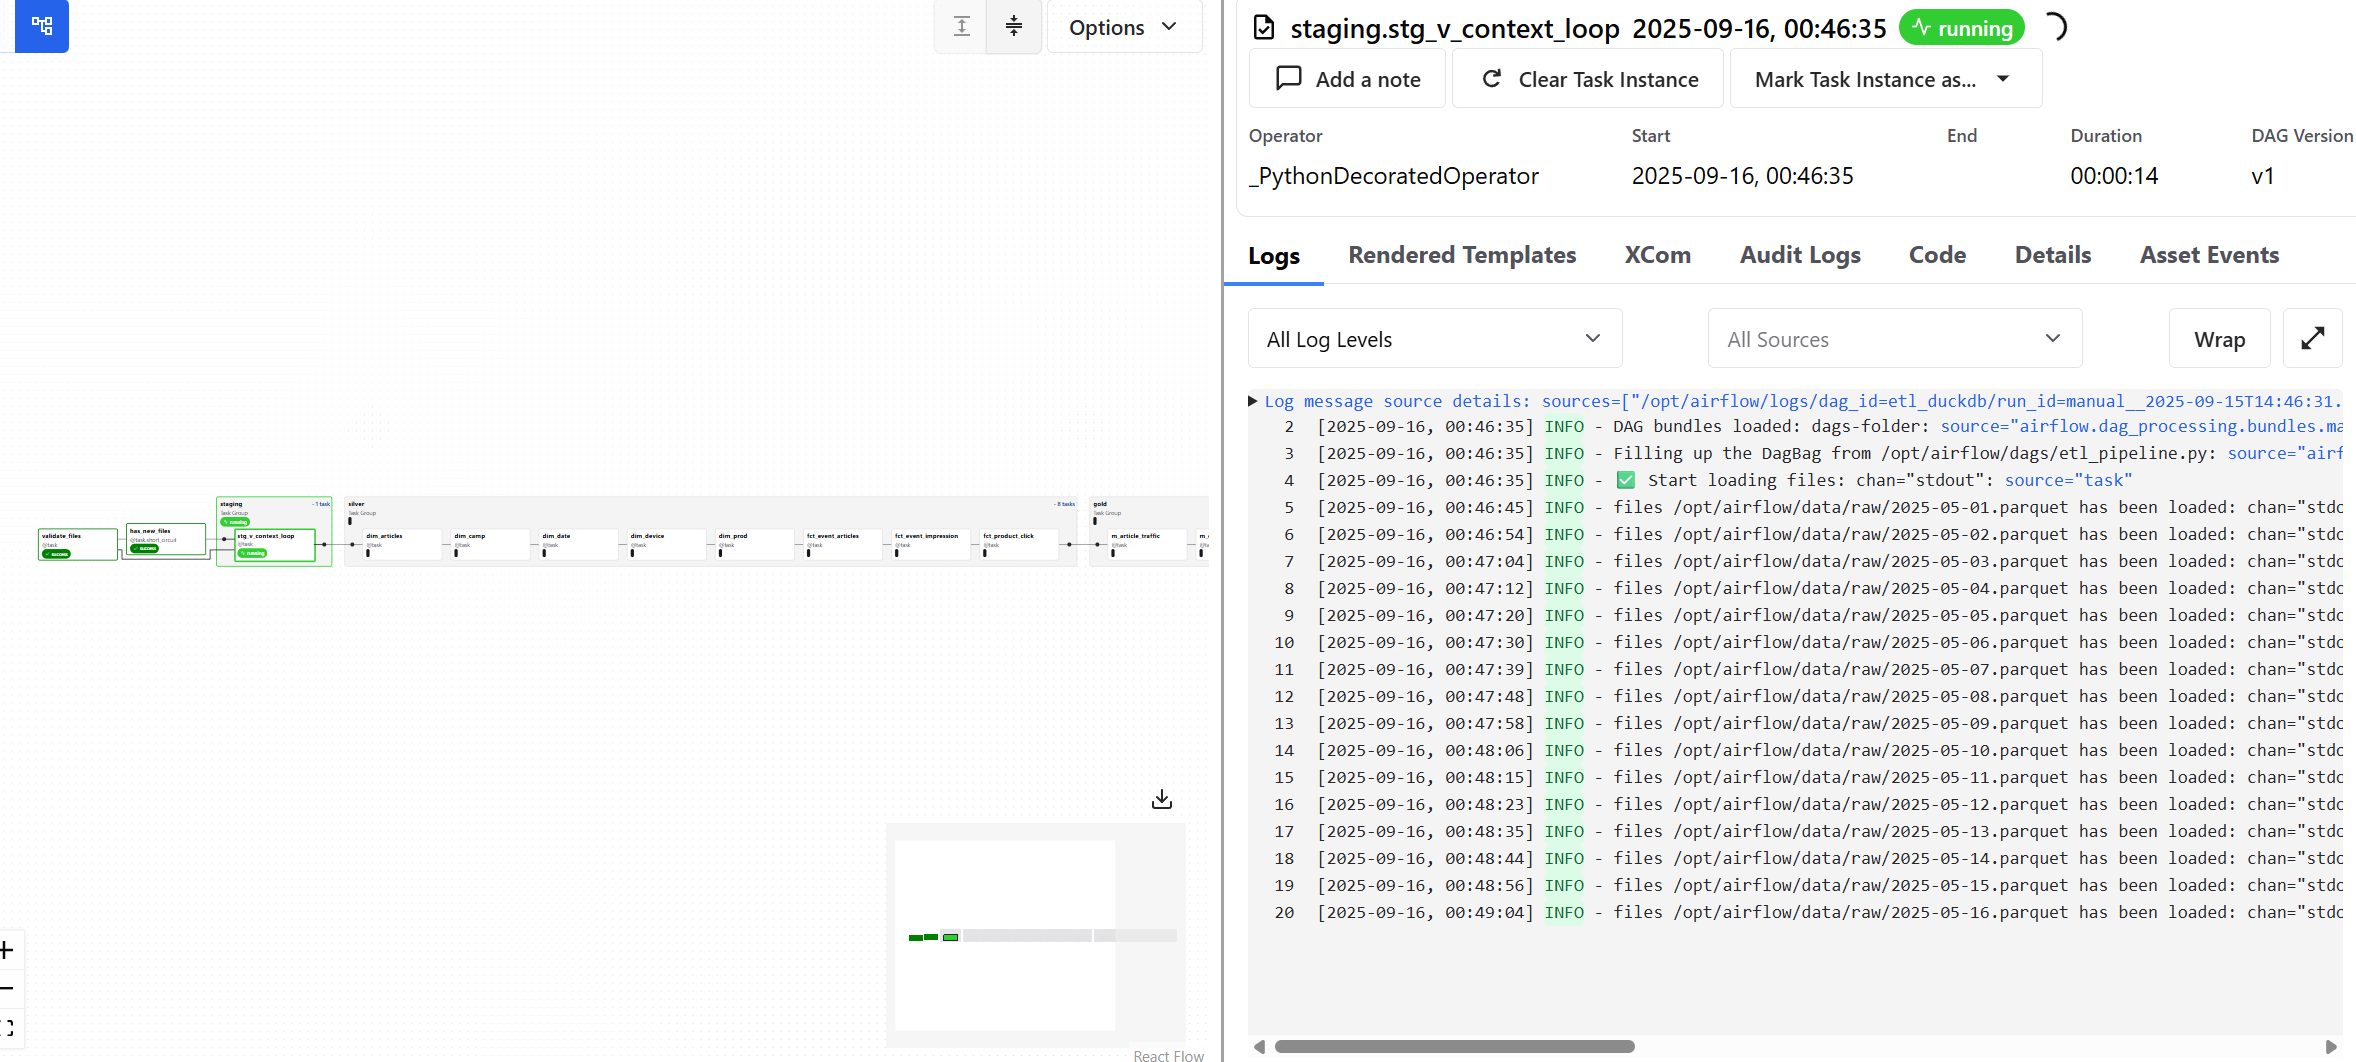 Options
staging
- 1 task
Task Group
running
validate_files
@task
success
has_new_files
@task.short_circuit
success
stg_v_context_loop
@task
running
silver
- 8 tasks
Task Group
dim_articles
@task
dim_camp
@task
dim_date
@task
dim_device
@task
dim_prod
@task
fct_event_articles
@task
fct_event_impression
@task
fct_product_click
@task
gold
Task Group
m_article_traffic
@task
React Flow
staging.stg_v_context_loop 2025-09-16, 00:46:35 running
Add a note
Clear Task Instance
Mark Task Instance as...
Operator Start End Duration DAG Version
_PythonDecoratedOperator 2025-09-16, 00:46:35 00:00:14 v1
Logs Rendered Templates XCom Audit Logs Code Details Asset Events
All Log Levels
All Sources
Wrap
Log message source details: sources=["/opt/airflow/logs/dag_id=etl_duckdb/run_id=manual__2025-09-15T14:46:31.
2 [2025-09-16, 00:46:35] INFO - DAG bundles loaded: dags-folder: source="airflow.dag_processing.bundles.ma
3 [2025-09-16, 00:46:35] INFO - Filling up the DagBag from /opt/airflow/dags/etl_pipeline.py: source="airf
4 [2025-09-16, 00:46:35] INFO - ✅ Start loading files: chan="stdout": source="task"
5 [2025-09-16, 00:46:45] INFO - files /opt/airflow/data/raw/2025-05-01.parquet has been loaded: chan="stdo
6 [2025-09-16, 00:46:54] INFO - files /opt/airflow/data/raw/2025-05-02.parquet has been loaded: chan="stdo
7 [2025-09-16, 00:47:04] INFO - files /opt/airflow/data/raw/2025-05-03.parquet has been loaded: chan="stdo
8 [2025-09-16, 00:47:12] INFO - files /opt/airflow/data/raw/2025-05-04.parquet has been loaded: chan="stdo
9 [2025-09-16, 00:47:20] INFO - files /opt/airflow/data/raw/2025-05-05.parquet has been loaded: chan="stdo
10 [2025-09-16, 00:47:30] INFO - files /opt/airflow/data/raw/2025-05-06.parquet has been loaded: chan="stdo
11 [2025-09-16, 00:47:39] INFO - files /opt/airflow/data/raw/2025-05-07.parquet has been loaded: chan="stdo
12 [2025-09-16, 00:47:48] INFO - files /opt/airflow/data/raw/2025-05-08.parquet has been loaded: chan="stdo
13 [2025-09-16, 00:47:58] INFO - files /opt/airflow/data/raw/2025-05-09.parquet has been loaded: chan="stdo
14 [2025-09-16, 00:48:06] INFO - files /opt/airflow/data/raw/2025-05-10.parquet has been loaded: chan="stdo
15 [2025-09-16, 00:48:15] INFO - files /opt/airflow/data/raw/2025-05-11.parquet has been loaded: chan="stdo
16 [2025-09-16, 00:48:23] INFO - files /opt/airflow/data/raw/2025-05-12.parquet has been loaded: chan="stdo
17 [2025-09-16, 00:48:35] INFO - files /opt/airflow/data/raw/2025-05-13.parquet has been loaded: chan="stdo
18 [2025-09-16, 00:48:44] INFO - files /opt/airflow/data/raw/2025-05-14.parquet has been loaded: chan="stdo
19 [2025-09-16, 00:48:56] INFO - files /opt/airflow/data/raw/2025-05-15.parquet has been loaded: chan="stdo
20 [2025-09-16, 00:49:04] INFO - files /opt/airflow/data/raw/2025-05-16.parquet has been loaded: chan="stdo